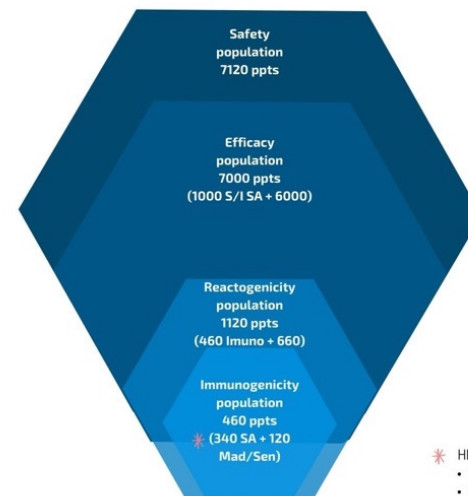 Safety
population
7120 ppts
Efficacy
population
7000 ppts
(1000 S/I SA + 6000)
Reactogenicity
population
1120 ppts
(460 Imuno + 660)
Immunogenicity
population
460 ppts
(340 SA + 120
Mad/Sen)